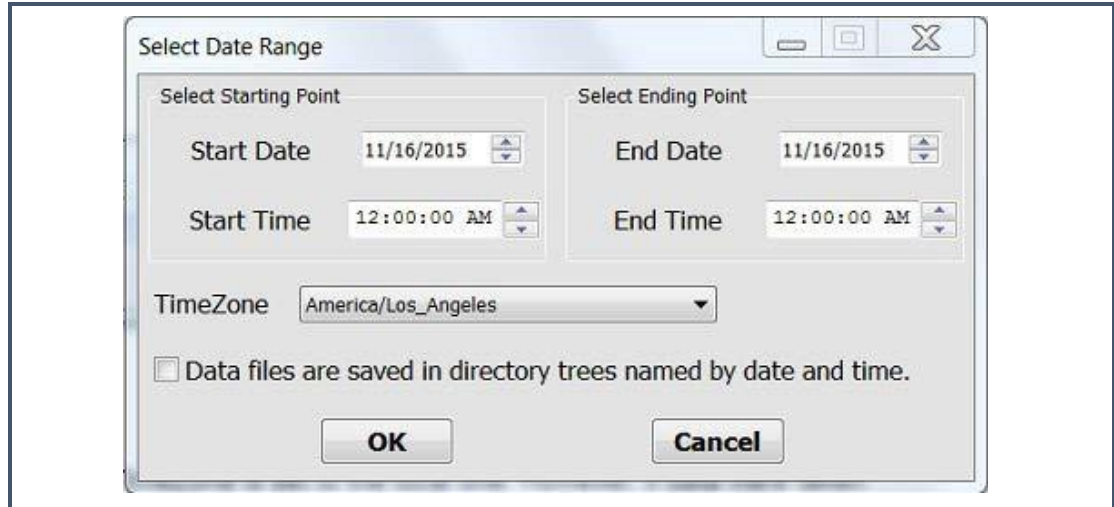 Select Date Range
Select Starting Point
Start Date 11/16/2015
Start Time 12:00:00 AM
Select Ending Point
End Date 11/16/2015
End Time 12:00:00 AM
TimeZone America/Los_Angeles
Data files are saved in directory trees named by date and time.
OK Cancel